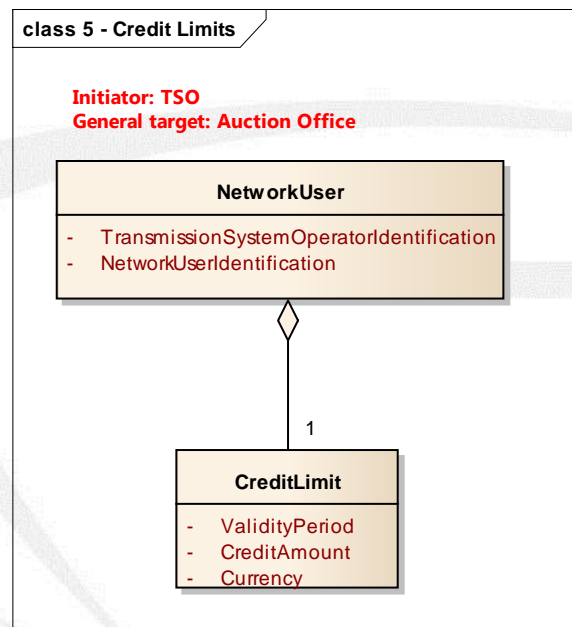 class 5 - Credit Limits
Initiator: TSO
General target: Auction Office
NetworkUser
- TransmissionSystemOperatorIdentification
- NetworkUserIdentification
1
CreditLimit
- ValidityPeriod
- CreditAmount
- Currency